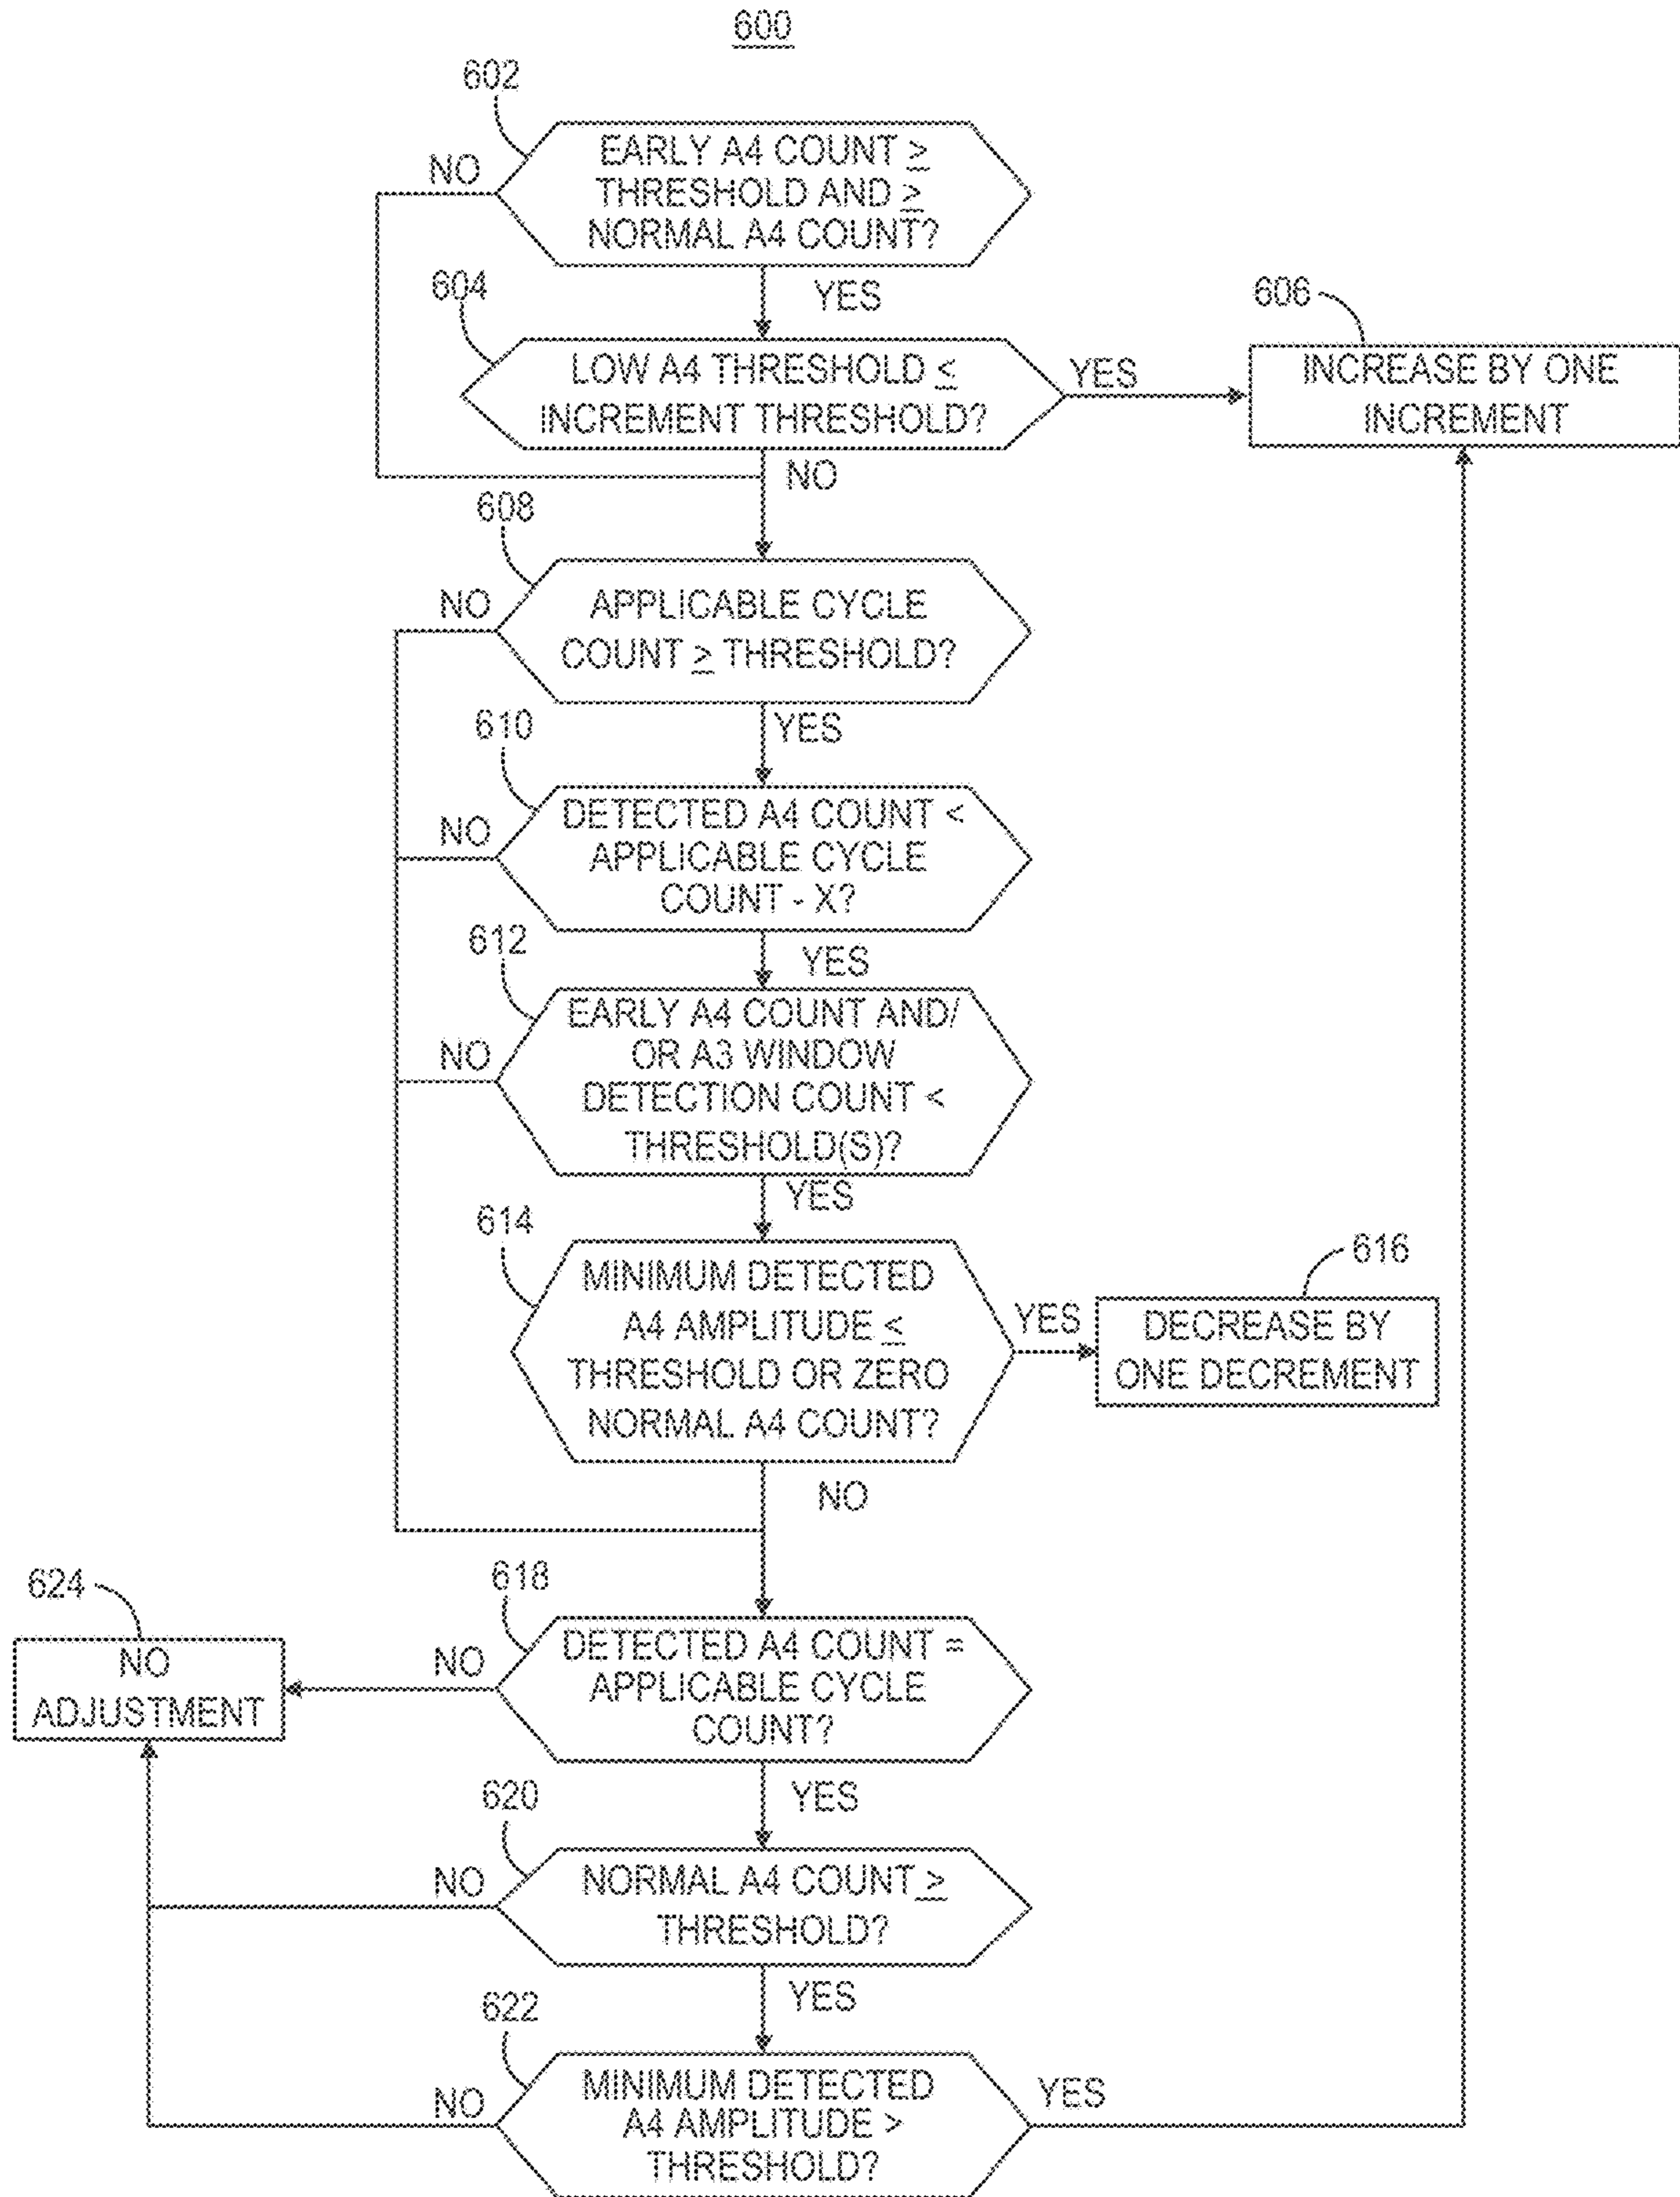 600
602
NO
EARLY A4 COUNT ≥
THRESHOLD AND ≥
NORMAL A4 COUNT?
YES
604
LOW A4 THRESHOLD ≤
INCREMENT THRESHOLD?
YES
606
INCREASE BY ONE
INCREMENT
NO
608
NO
APPLICABLE CYCLE
COUNT ≥ THRESHOLD?
YES
610
NO
DETECTED A4 COUNT <
APPLICABLE CYCLE
COUNT - X?
YES
612
NO
EARLY A4 COUNT AND/
OR A3 WINDOW
DETECTION COUNT <
THRESHOLD(S)?
YES
614
MINIMUM DETECTED
A4 AMPLITUDE ≤
THRESHOLD OR ZERO
NORMAL A4 COUNT?
YES
616
DECREASE BY
ONE DECREMENT
NO
618
624
NO
ADJUSTMENT
NO
DETECTED A4 COUNT =
APPLICABLE CYCLE
COUNT?
YES
620
NO
NORMAL A4 COUNT ≥
THRESHOLD?
YES
622
NO
MINIMUM DETECTED
A4 AMPLITUDE >
THRESHOLD?
YES